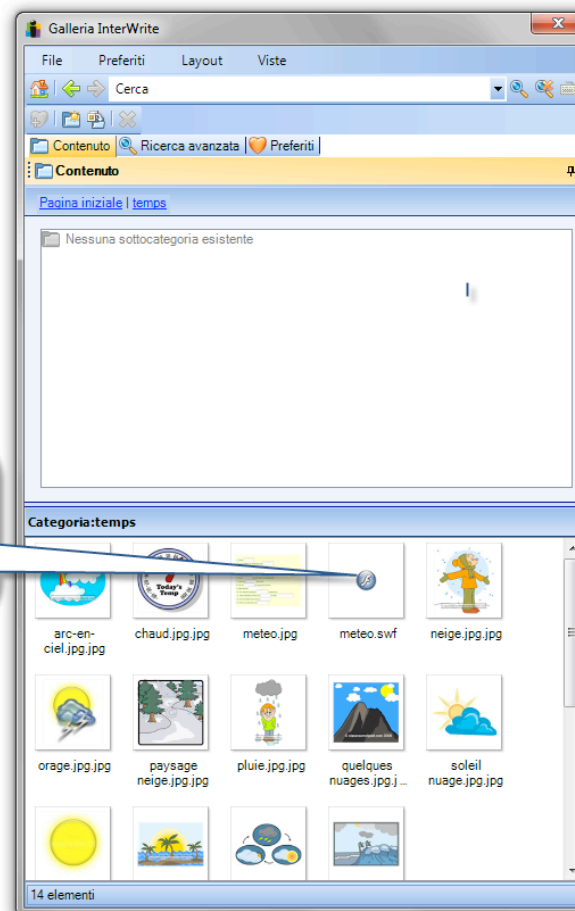 Galleria InterWrite
File Preferiti Layout Viste
Cerca
Contenuto Ricerca avanzata Preferiti
Contenuto
Pagina iniziale | temps
Nessuna sottocategoria esistente
Categoria:temps
Today's
Temp
arc-en-
ciel.jpg.jpg
chaud.jpg.jpg
meteo.jpg
meteo.swf
neige.jpg.jpg
orage.jpg.jpg
paysage
neige.jpg.jpg
pluie.jpg.jpg
quelques
nuages.jpg.j...
soleil
nuage.jpg.jpg
14 elementi